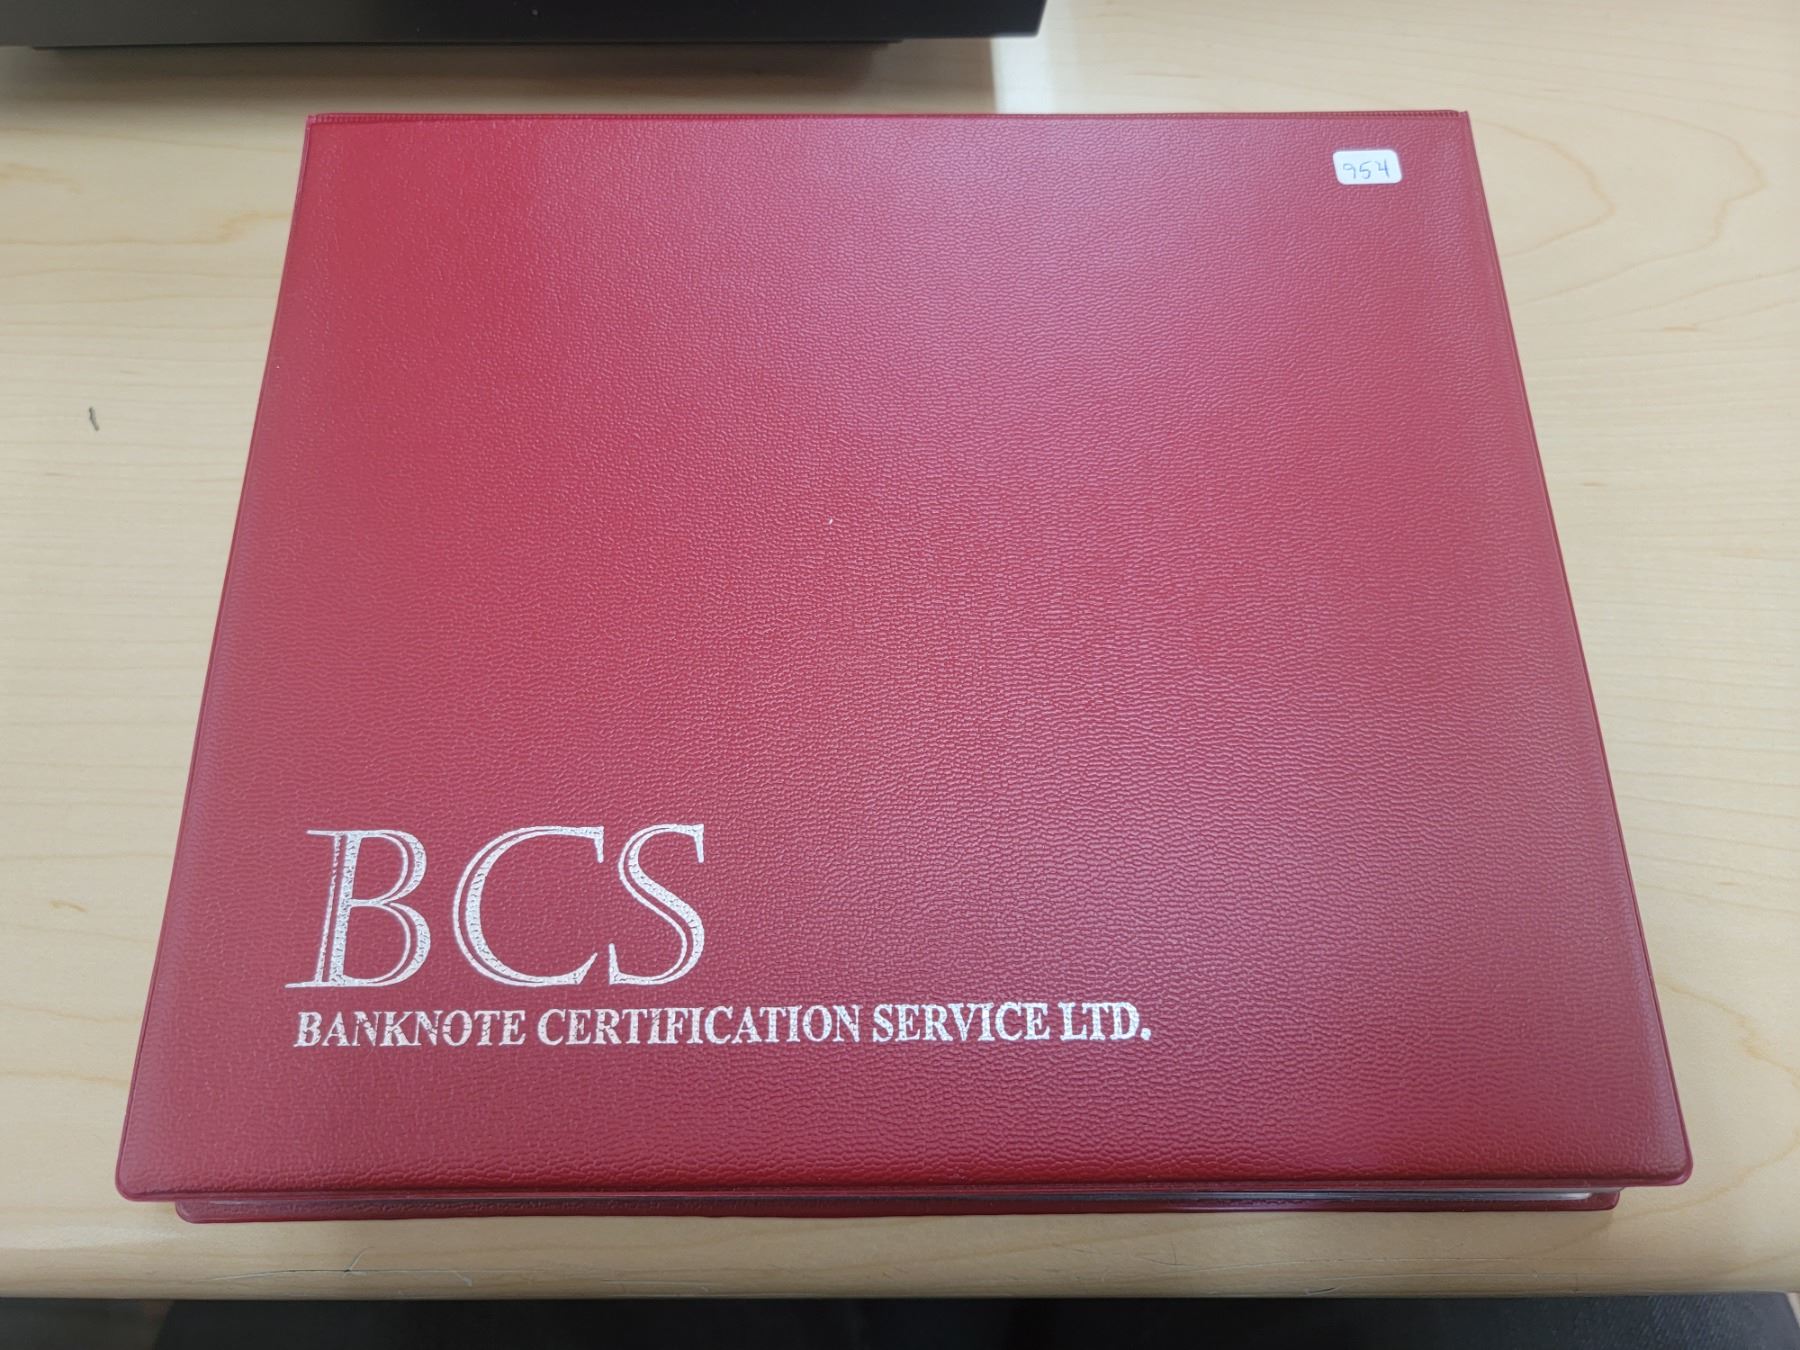 954
BCS
BANKNOTE CERTIFICATION SERVICE LTD.